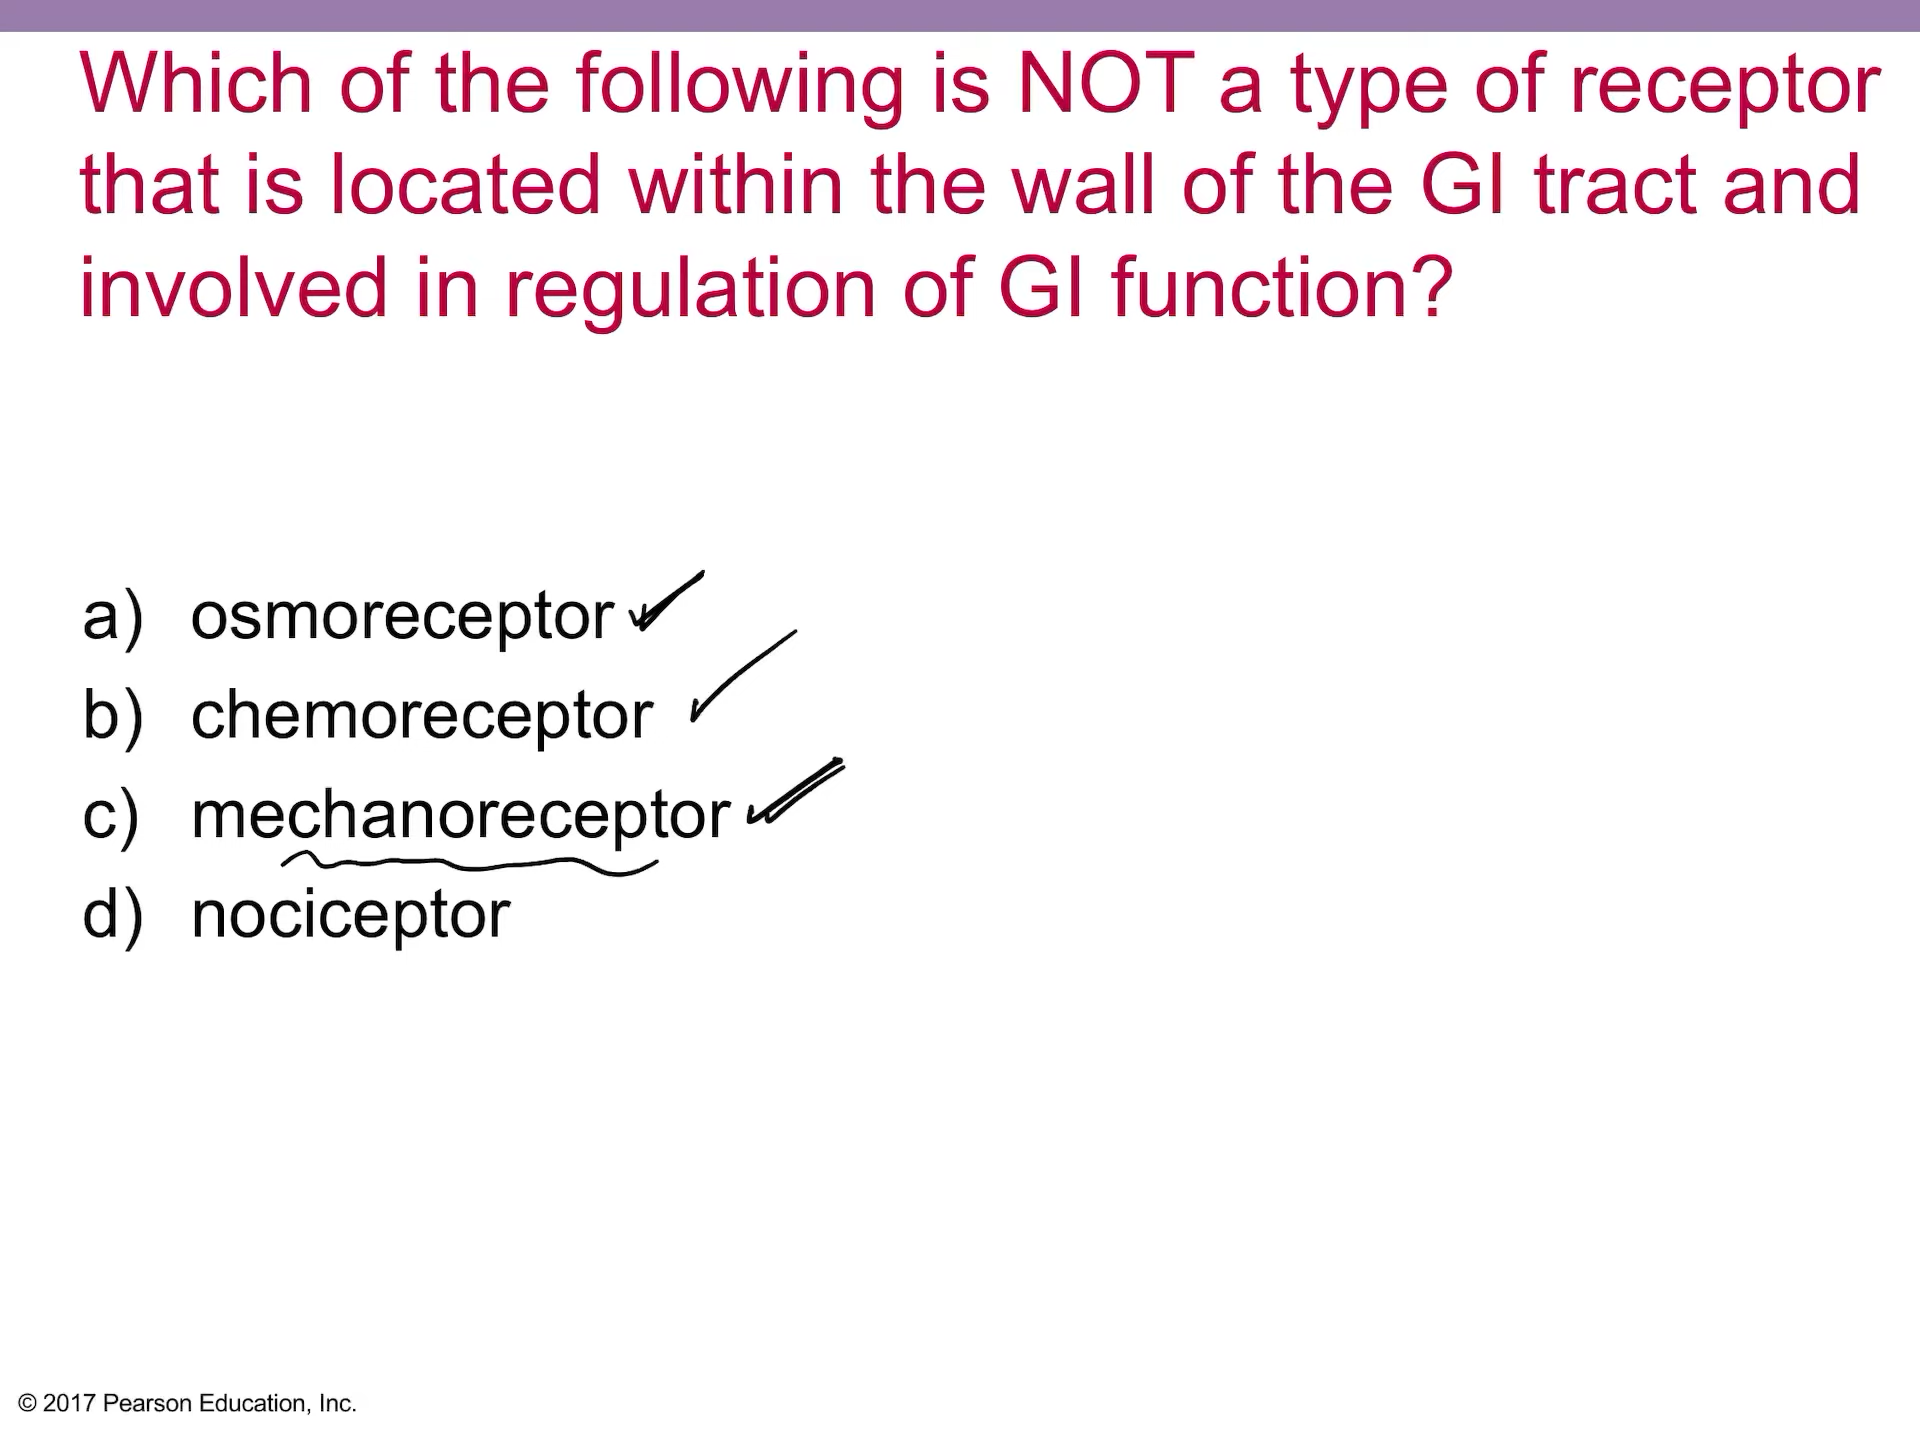 Which of the following is NOT a type of receptor
that is located within the wall of the GI tract and
involved in regulation of GI function?
a) osmoreceptor
b) chemoreceptor
c) mechanoreceptor
d) nociceptor
© 2017 Pearson Education, Inc.